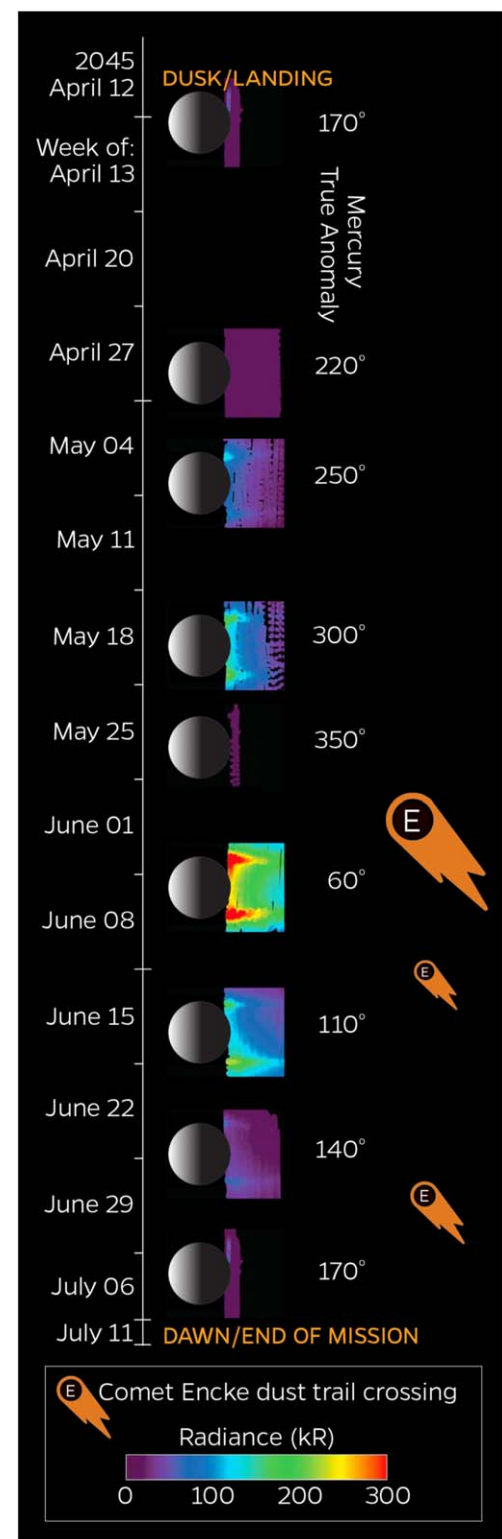 2045
April 12
DUSK/LANDING
170°
Week of:
April 13
Mercury
True Anomaly
April 20
April 27
220°
May 04
250°
May 11
May 18
300°
May 25
350°
June 01
E
60°
June 08
E
June 15
110°
June 22
140°
June 29
E
170°
July 06
July 11
DAWN/END OF MISSION
E Comet Encke dust trail crossing
Radiance (kR)
0 100 200 300